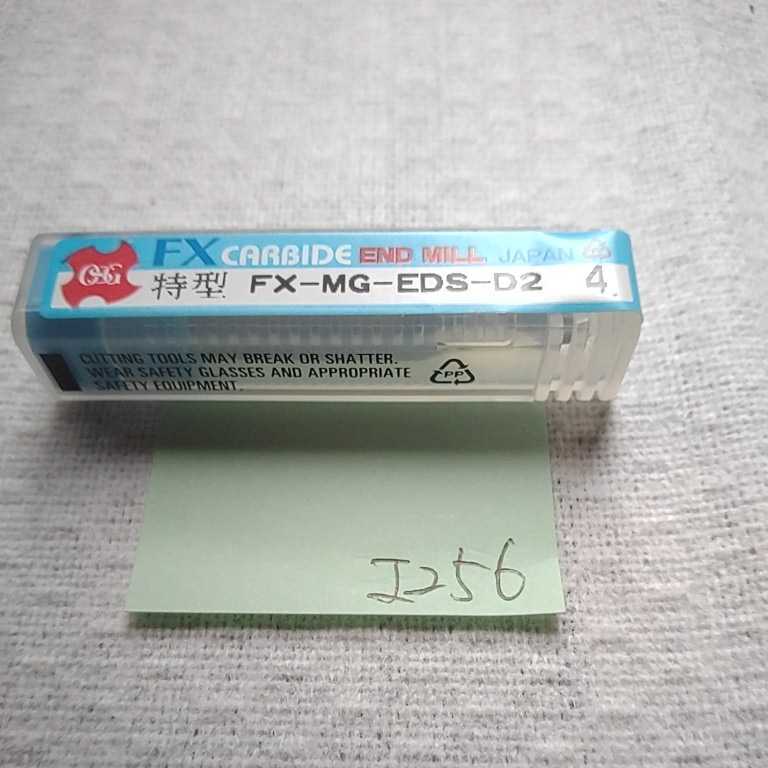 OSG
FX CARBIDE END MILL JAPAN
特型 FX-MG-EDS-D2 4
CUTTING TOOLS MAY BREAK OR SHATTER.
WEAR SAFETY GLASSES AND APPROPRIATE
SAFETY EQUIPMENT.
PP
J256